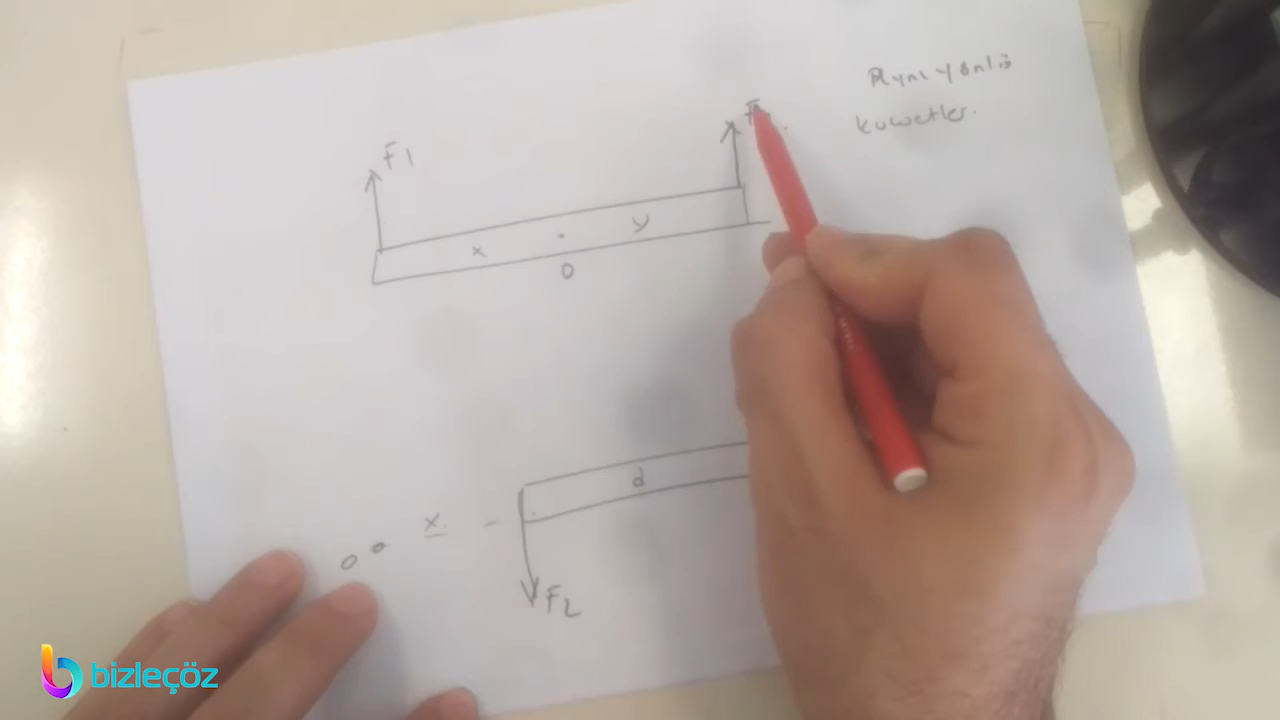 Aynı yönlü
kuvvetler.
F1
F
x
y
O
d
x.
o
F2
bizleçöz